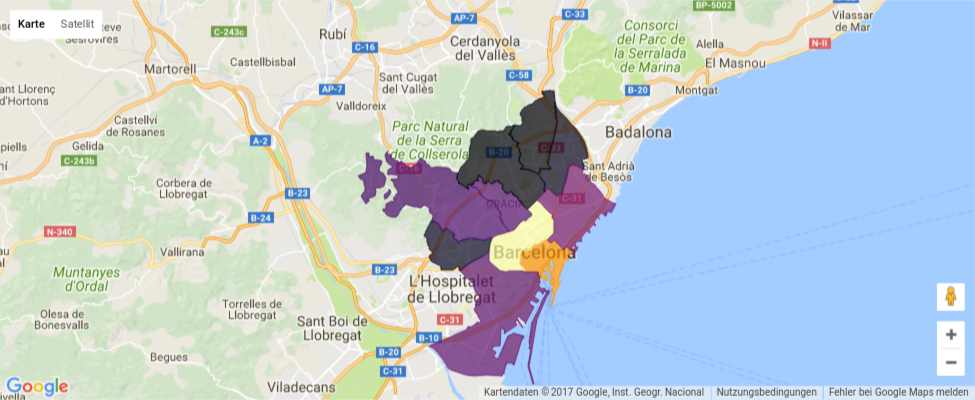 Karte Satellit
C-243c
Rubí
AP-7
C-33
BP-5002
Vilassar
de Mar
N-II
Consorci
del Parc de
la Serralada
de Marina
Alella
El Masnou
Montgat
C-16
Cerdanyola
del Vallès
C-58
B-20
Castellbisbal
Martorell
Sant Cugat
del Vallès
AP-7
Valldoreix
ant Llorenç
d'Hortons
Castellví
de Rosanes
piells
Gelida
C-243b
A-2
Parc Natural
de la Serra
de Collserola
B-20
C-33
Badalona
Sant Adrià
de Besòs
C-16
Corbera de
Llobregat
B-23
B-24
GRÀCIA
C-31
N-340
Vallirana
Barcelona
Muntanyes
d'Ordal
B-23
L'Hospitalet
de Llobregat
Olesa de
Bonesvalls
Torrelles de
Llobregat
Sant Boi de
Llobregat
C-31
B-10
Begues
B-20
C-31
Viladecans
Google
Kartendaten © 2017 Google, Inst. Geogr. Nacional Nutzungsbedingungen Fehler bei Google Maps melden